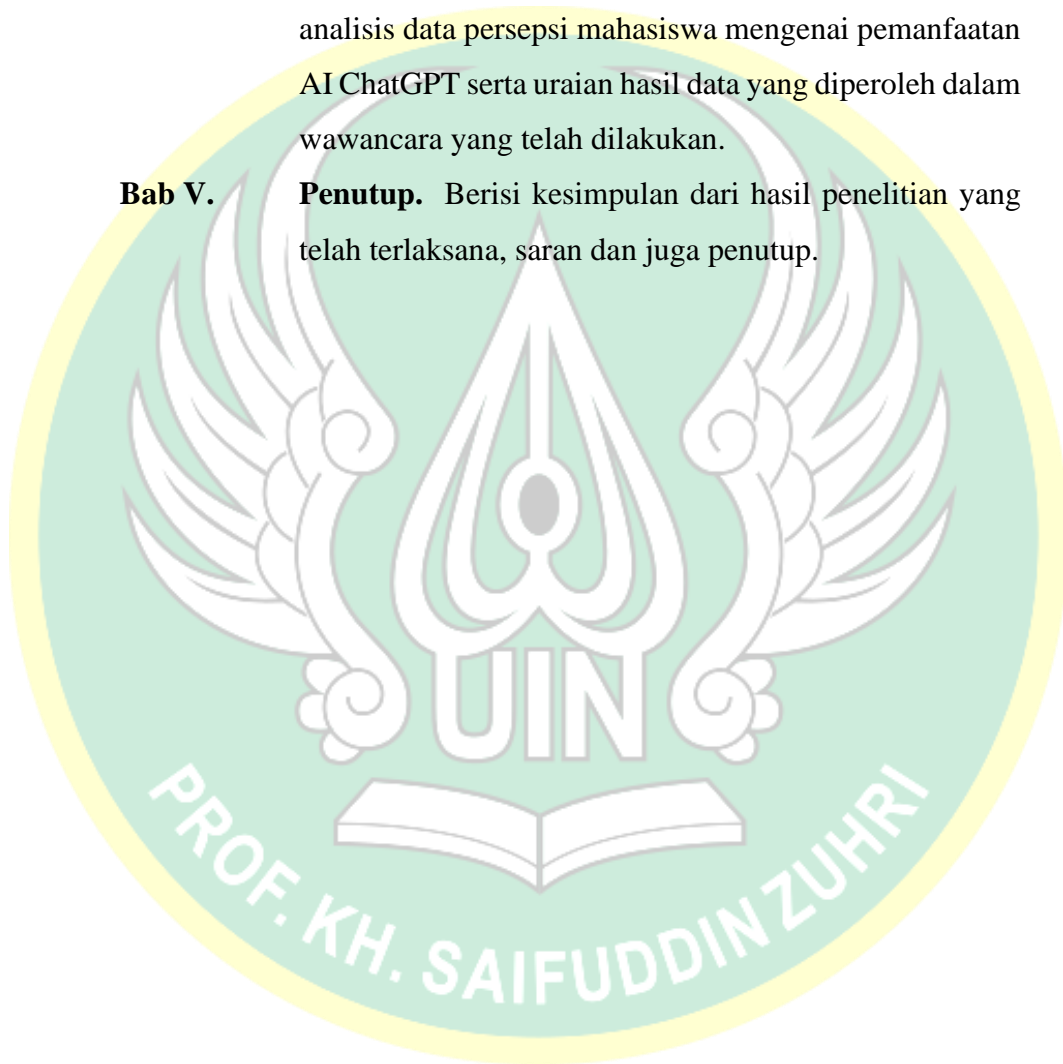 analisis data persepsi mahasiswa mengenai pemanfaatan
AI ChatGPT serta uraian hasil data yang diperoleh dalam
wawancara yang telah dilakukan.
Bab V. Penutup. Berisi kesimpulan dari hasil penelitian yang
telah terlaksana, saran dan juga penutup.
UIN
PROF. KH. SAIFUDDIN ZUHRI